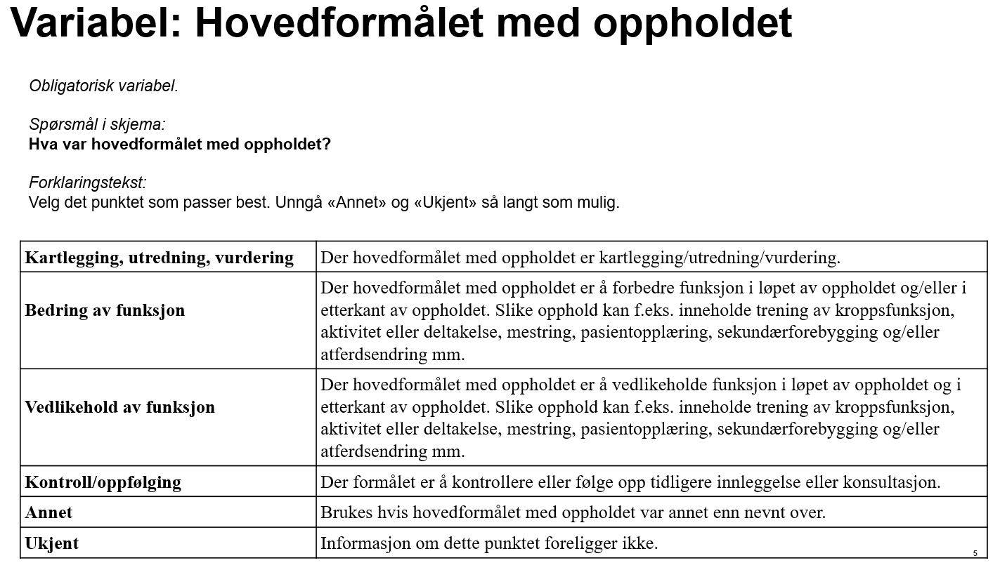 Variabel: Hovedformålet med oppholdet
Obligatorisk variabel.
Spørsmål i skjema:
Hva var hovedformålet med oppholdet?
Forklaringstekst:
Velg det punktet som passer best. Unngå «Annet» og «Ukjent» så langt som mulig.
Kartlegging, utredning, vurdering
Der hovedformålet med oppholdet er kartlegging/utredning/vurdering.
Bedring av funksjon
Der hovedformålet med oppholdet er å forbedre funksjon i løpet av oppholdet og/eller i
etterkant av oppholdet. Slike opphold kan f.eks. inneholde trening av kroppsfunksjon,
aktivitet eller deltakelse, mestring, pasientopplæring, sekundærforebygging og/eller
atferdsendring mm.
Vedlikehold av funksjon
Der hovedformålet med oppholdet er å vedlikeholde funksjon i løpet av oppholdet og i
etterkant av oppholdet. Slike opphold kan f.eks. inneholde trening av kroppsfunksjon,
aktivitet eller deltakelse, mestring, pasientopplæring, sekundærforebygging og/eller
atferdsendring mm.
Kontroll/oppfølging
Der formålet er å kontrollere eller følge opp tidligere innleggelse eller konsultasjon.
Annet
Brukes hvis hovedformålet med oppholdet var annet enn nevnt over.
Ukjent
Informasjon om dette punktet foreligger ikke.
5